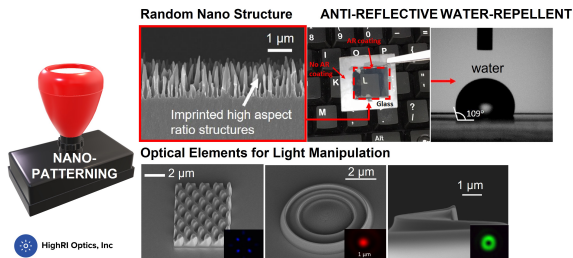 Random Nano Structure
ANTI-REFLECTIVE WATER-REPELLENT
1 µm
Imprinted high aspect
ratio structures
AR coating
No AR
coating
Glass
O
P
K
L
M
Alt
water
109°
NANO-
PATTERNING
Optical Elements for Light Manipulation
2 µm
2 µm
1 µm
1 µm
HighRI Optics, Inc